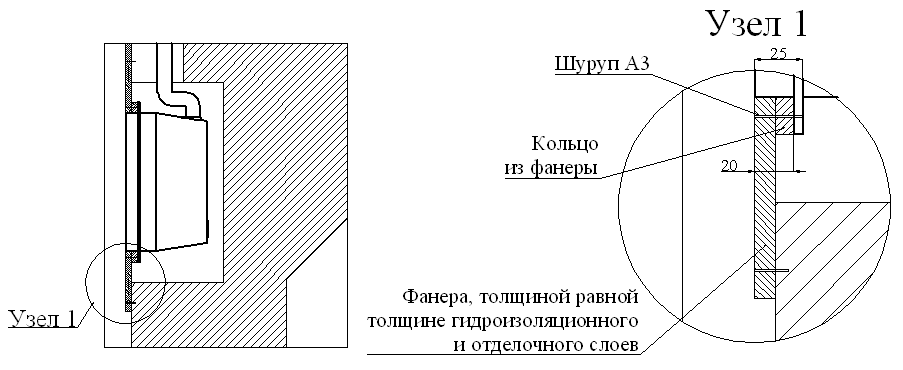 Узел 1
25
Шуруп А3
Кольцо
из фанеры
20
Фанера, толщиной равной
толщине гидроизоляционного
и отделочного слоев
Узел 1